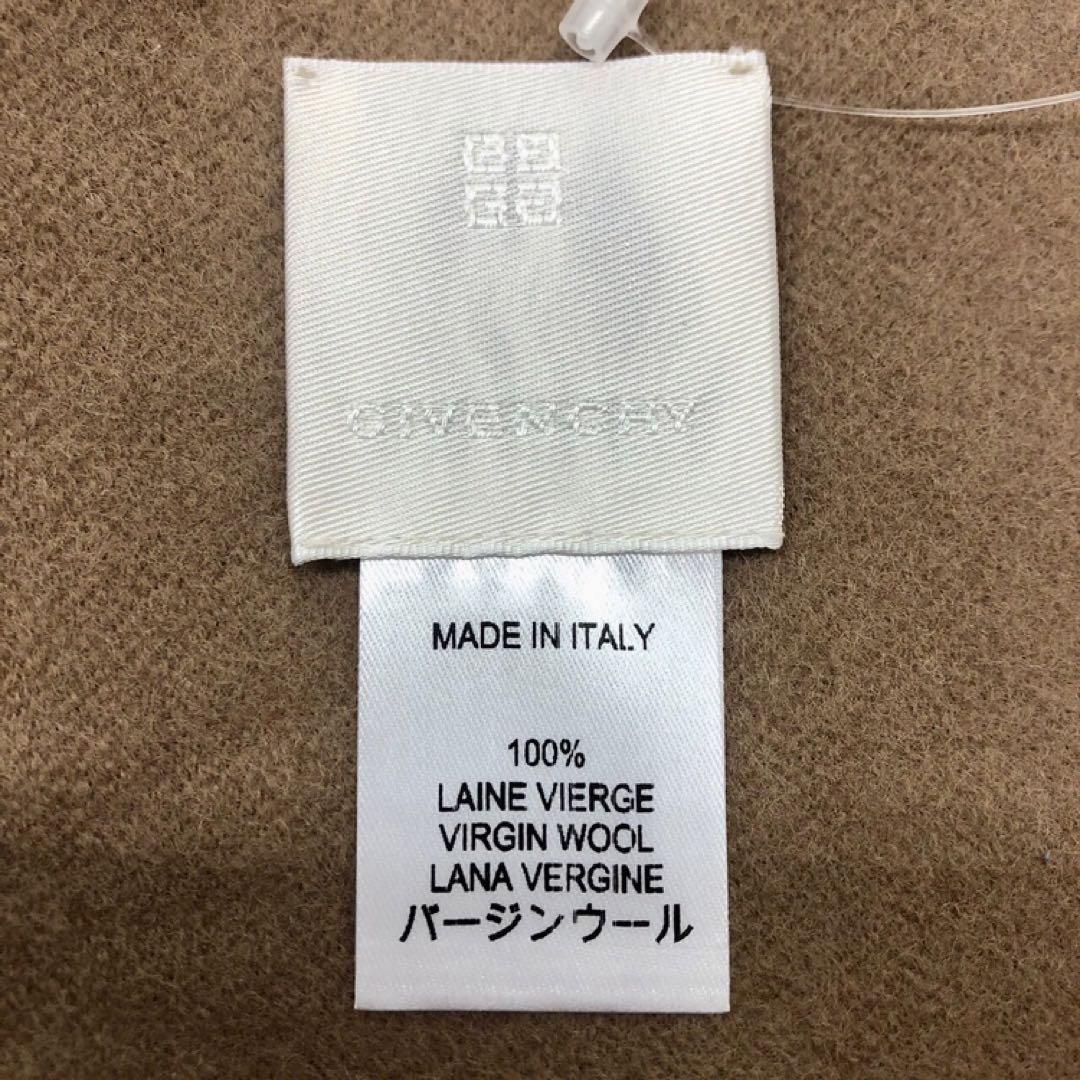 GIVENCHY
MADE IN ITALY
100%
LAINE VIERGE
VIRGIN WOOL
LANA VERGINE
バージンウール